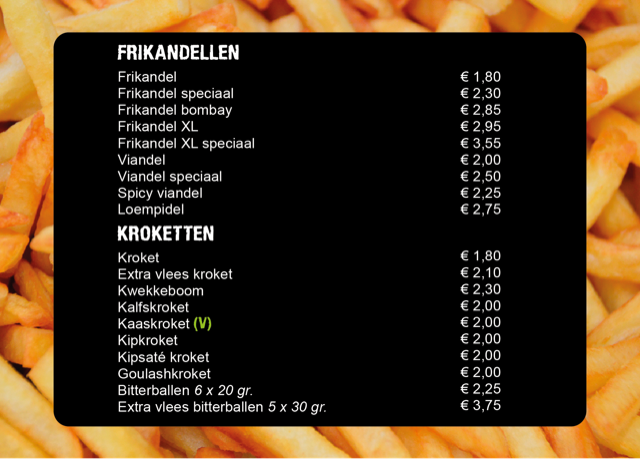 FRIKANDELLEN
Frikandel € 1,80
Frikandel speciaal € 2,30
Frikandel bombay € 2,85
Frikandel XL € 2,95
Frikandel XL speciaal € 3,55
Viandel € 2,00
Viandel speciaal € 2,50
Spicy viandel € 2,25
Loempidel € 2,75
KROKETTEN
Kroket € 1,80
Extra vlees kroket € 2,10
Kwekkeboom € 2,30
Kalfskroket € 2,00
Kaaskroket (V) € 2,00
Kipkroket € 2,00
Kipsaté kroket € 2,00
Goulashkroket € 2,00
Bitterballen 6 x 20 gr. € 2,25
Extra vlees bitterballen 5 x 30 gr. € 3,75